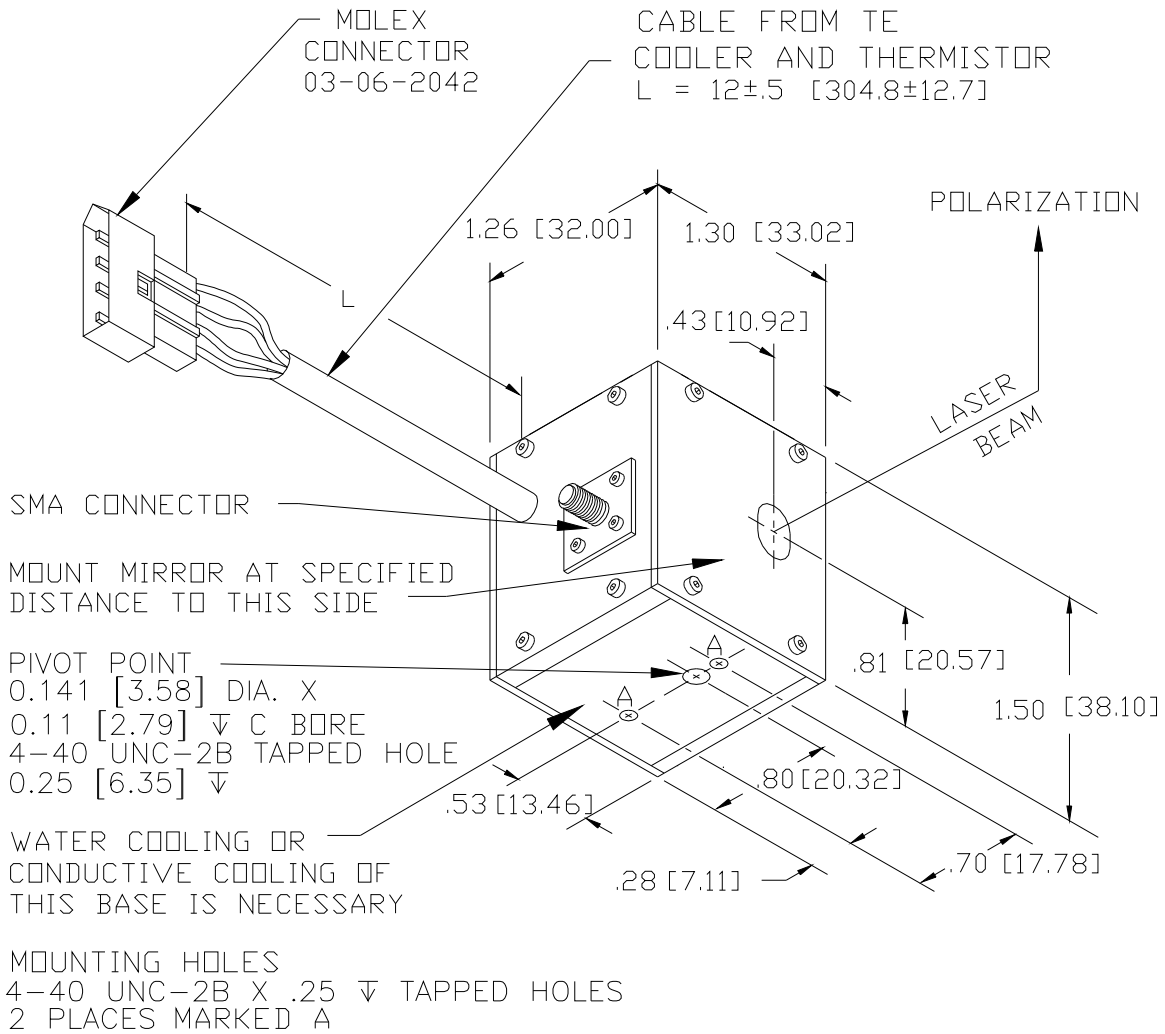 MOLEX
CONNECTOR
03-06-2042
CABLE FROM TE
COOLER AND THERMISTOR
L = 12±.5 [304.8±12.7]
POLARIZATION
1.26 [32.00]
1.30 [33.02]
L
.43 [10.92]
LASER
BEAM
SMA CONNECTOR
MOUNT MIRROR AT SPECIFIED
DISTANCE TO THIS SIDE
PIVOT POINT
0.141 [3.58] DIA. X
0.11 [2.79] ↧ C BORE
4-40 UNC-2B TAPPED HOLE
0.25 [6.35] ↧
A
A
.81 [20.57]
1.50 [38.10]
.80 [20.32]
.53 [13.46]
.70 [17.78]
.28 [7.11]
WATER COOLING OR
CONDUCTIVE COOLING OF
THIS BASE IS NECESSARY
MOUNTING HOLES
4-40 UNC-2B X .25 ↧ TAPPED HOLES
2 PLACES MARKED A